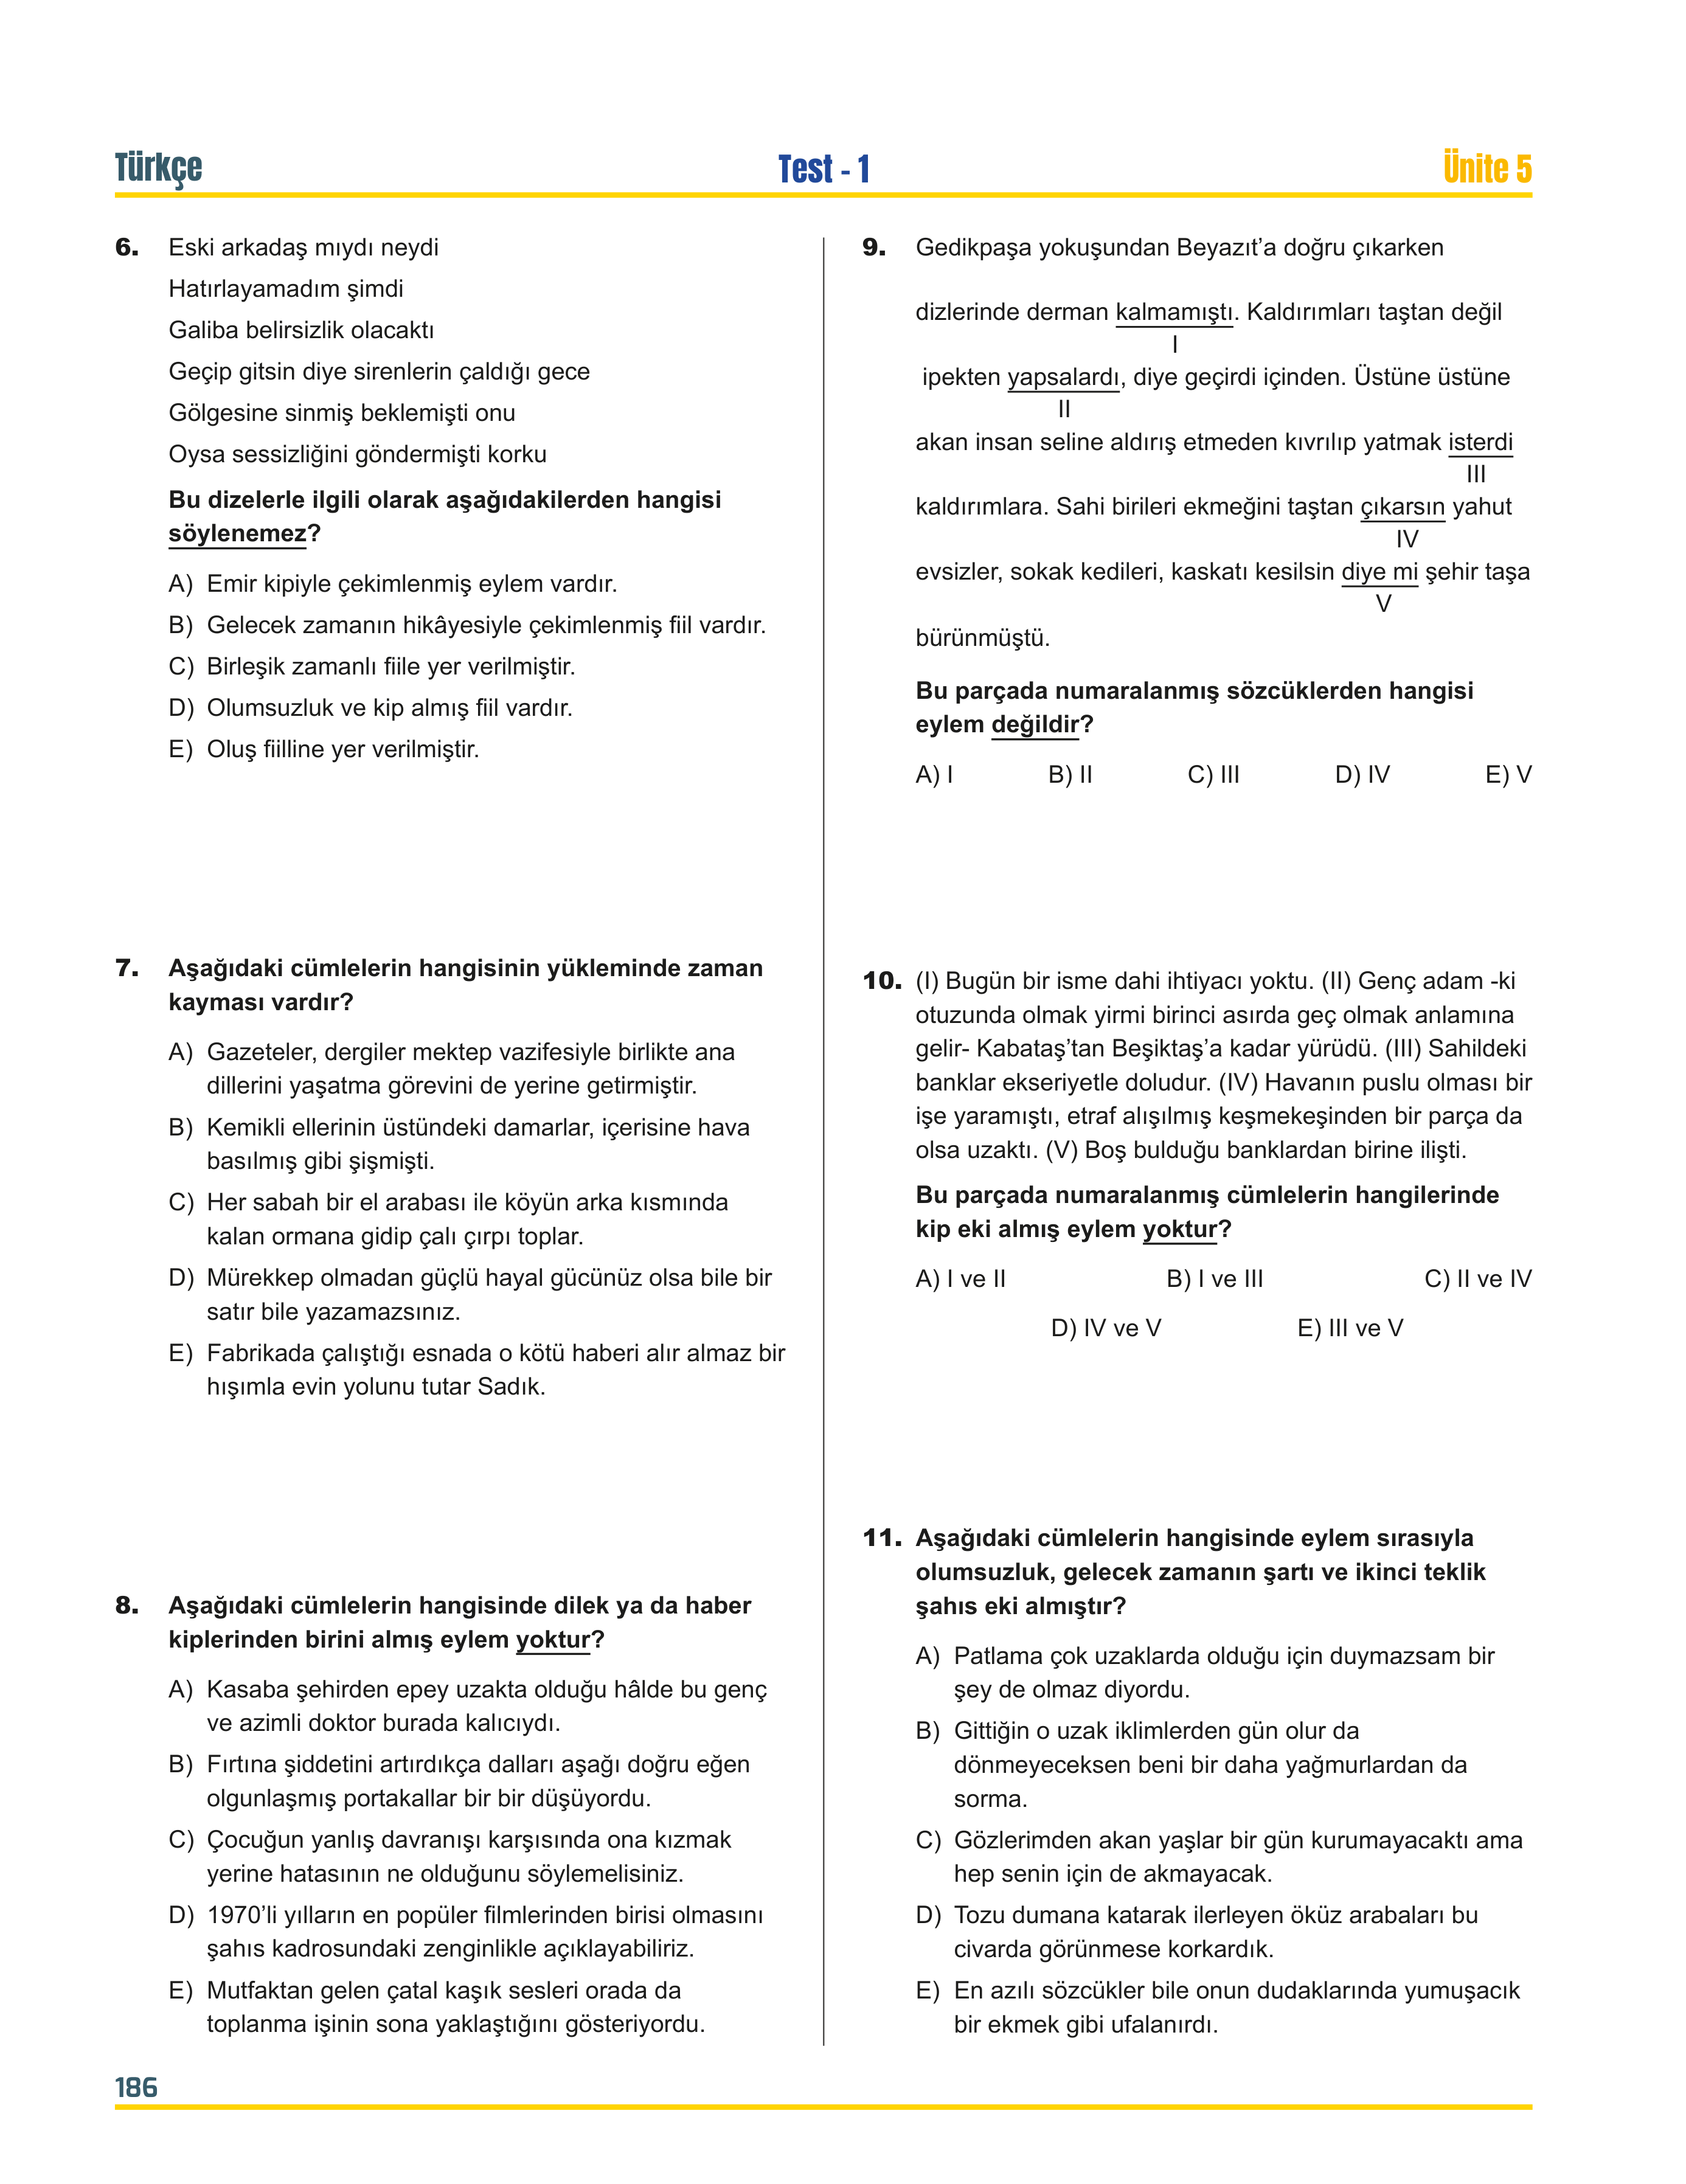 Türkçe
Test - 1
Ünite 5
6. Eski arkadaş mıydı neydi
Hatırlayamadım şimdi
Galiba belirsizlik olacaktı
Geçip gitsin diye sirenlerin çaldığı gece
Gölgesine sinmiş beklemişti onu
Oysa sessizliğini göndermişti korku
Bu dizelerle ilgili olarak aşağıdakilerden hangisi
söylenemez?
A) Emir kipiyle çekimlenmiş eylem vardır.
B) Gelecek zamanın hikâyesiyle çekimlenmiş fiil vardır.
C) Birleşik zamanlı fiile yer verilmiştir.
D) Olumsuzluk ve kip almış fiil vardır.
E) Oluş fiilline yer verilmiştir.
7. Aşağıdaki cümlelerin hangisinin yükleminde zaman
kayması vardır?
A) Gazeteler, dergiler mektep vazifesiyle birlikte ana
dillerini yaşatma görevini de yerine getirmiştir.
B) Kemikli ellerinin üstündeki damarlar, içerisine hava
basılmış gibi şişmişti.
C) Her sabah bir el arabası ile köyün arka kısmında
kalan ormana gidip çalı çırpı toplar.
D) Mürekkep olmadan güçlü hayal gücünüz olsa bile bir
satır bile yazamazsınız.
E) Fabrikada çalıştığı esnada o kötü haberi alır almaz bir
hışımla evin yolunu tutar Sadık.
8. Aşağıdaki cümlelerin hangisinde dilek ya da haber
kiplerinden birini almış eylem yoktur?
A) Kasaba şehirden epey uzakta olduğu hâlde bu genç
ve azimli doktor burada kalıcıydı.
B) Fırtına şiddetini artırdıkça dalları aşağı doğru eğen
olgunlaşmış portakallar bir bir düşüyordu.
C) Çocuğun yanlış davranışı karşısında ona kızmak
yerine hatasının ne olduğunu söylemelisiniz.
D) 1970’li yılların en popüler filmlerinden birisi olmasını
şahıs kadrosundaki zenginlikle açıklayabiliriz.
E) Mutfaktan gelen çatal kaşık sesleri orada da
toplanma işinin sona yaklaştığını gösteriyordu.
9. Gedikpaşa yokuşundan Beyazıt’a doğru çıkarken
dizlerinde derman kalmamıştı. Kaldırımları taştan değil
I
ipekten yapsalardı, diye geçirdi içinden. Üstüne üstüne
II
akan insan seline aldırış etmeden kıvrılıp yatmak isterdi
III
kaldırımlara. Sahi birileri ekmeğini taştan çıkarsın yahut
IV
evsizler, sokak kedileri, kaskatı kesilsin diye mi şehir taşa
V
bürünmüştü.
Bu parçada numaralanmış sözcüklerden hangisi
eylem değildir?
A) I B) II C) III D) IV E) V
10. (I) Bugün bir isme dahi ihtiyacı yoktu. (II) Genç adam -ki
otuzunda olmak yirmi birinci asırda geç olmak anlamına
gelir- Kabataş’tan Beşiktaş’a kadar yürüdü. (III) Sahildeki
banklar ekseriyetle doludur. (IV) Havanın puslu olması bir
işe yaramıştı, etraf alışılmış keşmekeşinden bir parça da
olsa uzaktı. (V) Boş bulduğu banklardan birine ilişti.
Bu parçada numaralanmış cümlelerin hangilerinde
kip eki almış eylem yoktur?
A) I ve II B) I ve III C) II ve IV
D) IV ve V E) III ve V
11. Aşağıdaki cümlelerin hangisinde eylem sırasıyla
olumsuzluk, gelecek zamanın şartı ve ikinci teklik
şahıs eki almıştır?
A) Patlama çok uzaklarda olduğu için duymazsam bir
şey de olmaz diyordu.
B) Gittiğin o uzak iklimlerden gün olur da
dönmeyeceksen beni bir daha yağmurlardan da
sorma.
C) Gözlerimden akan yaşlar bir gün kurumayacaktı ama
hep senin için de akmayacak.
D) Tozu dumana katarak ilerleyen öküz arabaları bu
civarda görünmese korkardık.
E) En azılı sözcükler bile onun dudaklarında yumuşacık
bir ekmek gibi ufalanırdı.
186